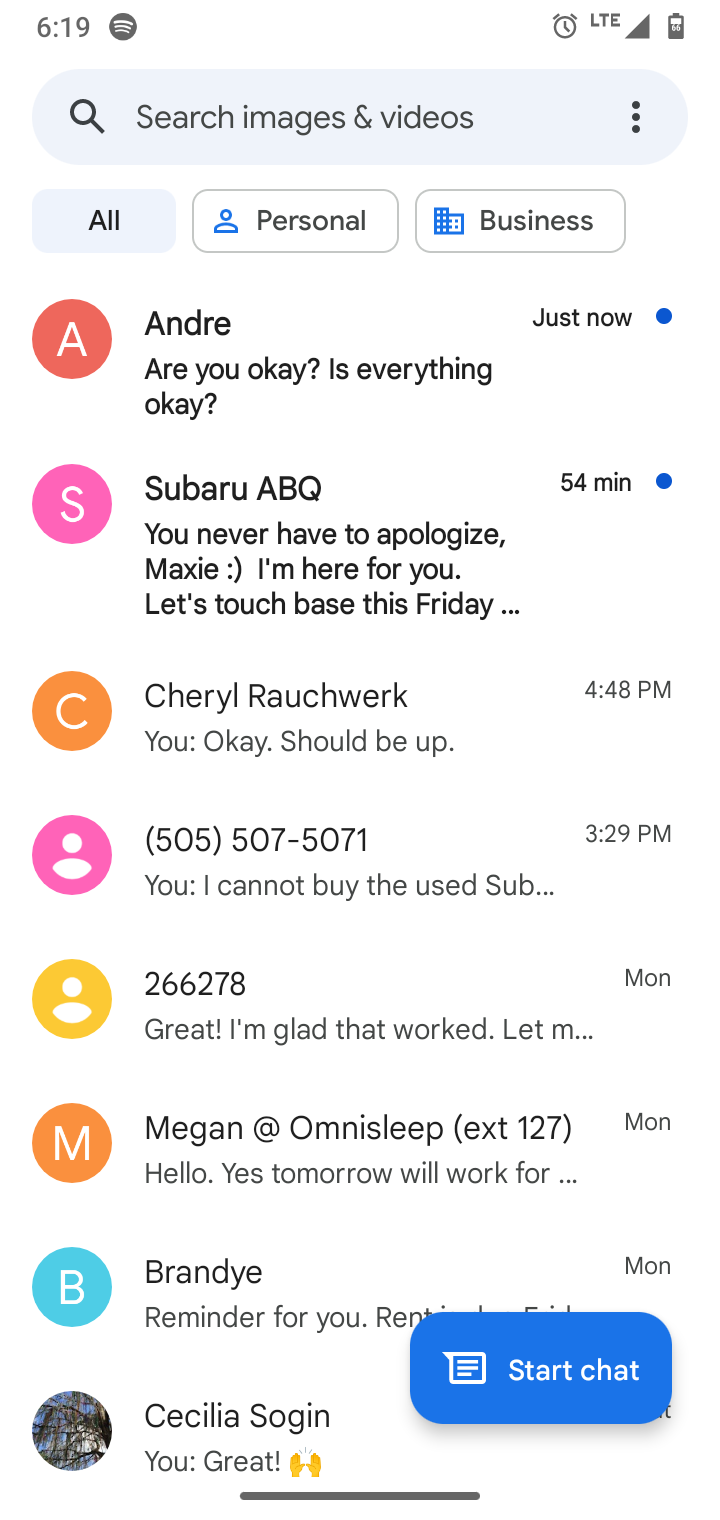 6:19
LTE
66
Search images & videos
All
Personal
Business
A
Andre
Just now
Are you okay? Is everything
okay?
S
Subaru ABQ
54 min
You never have to apologize,
Maxie :)  I'm here for you.
Let's touch base this Friday ...
C
Cheryl Rauchwerk
4:48 PM
You: Okay. Should be up.
(505) 507-5071
3:29 PM
You: I cannot buy the used Sub...
266278
Mon
Great! I'm glad that worked. Let m...
M
Megan @ Omnisleep (ext 127)
Mon
Hello. Yes tomorrow will work for ...
B
Brandye
Mon
Reminder for you. Rent
Start chat
Cecilia Sogin
You: Great! 🙌